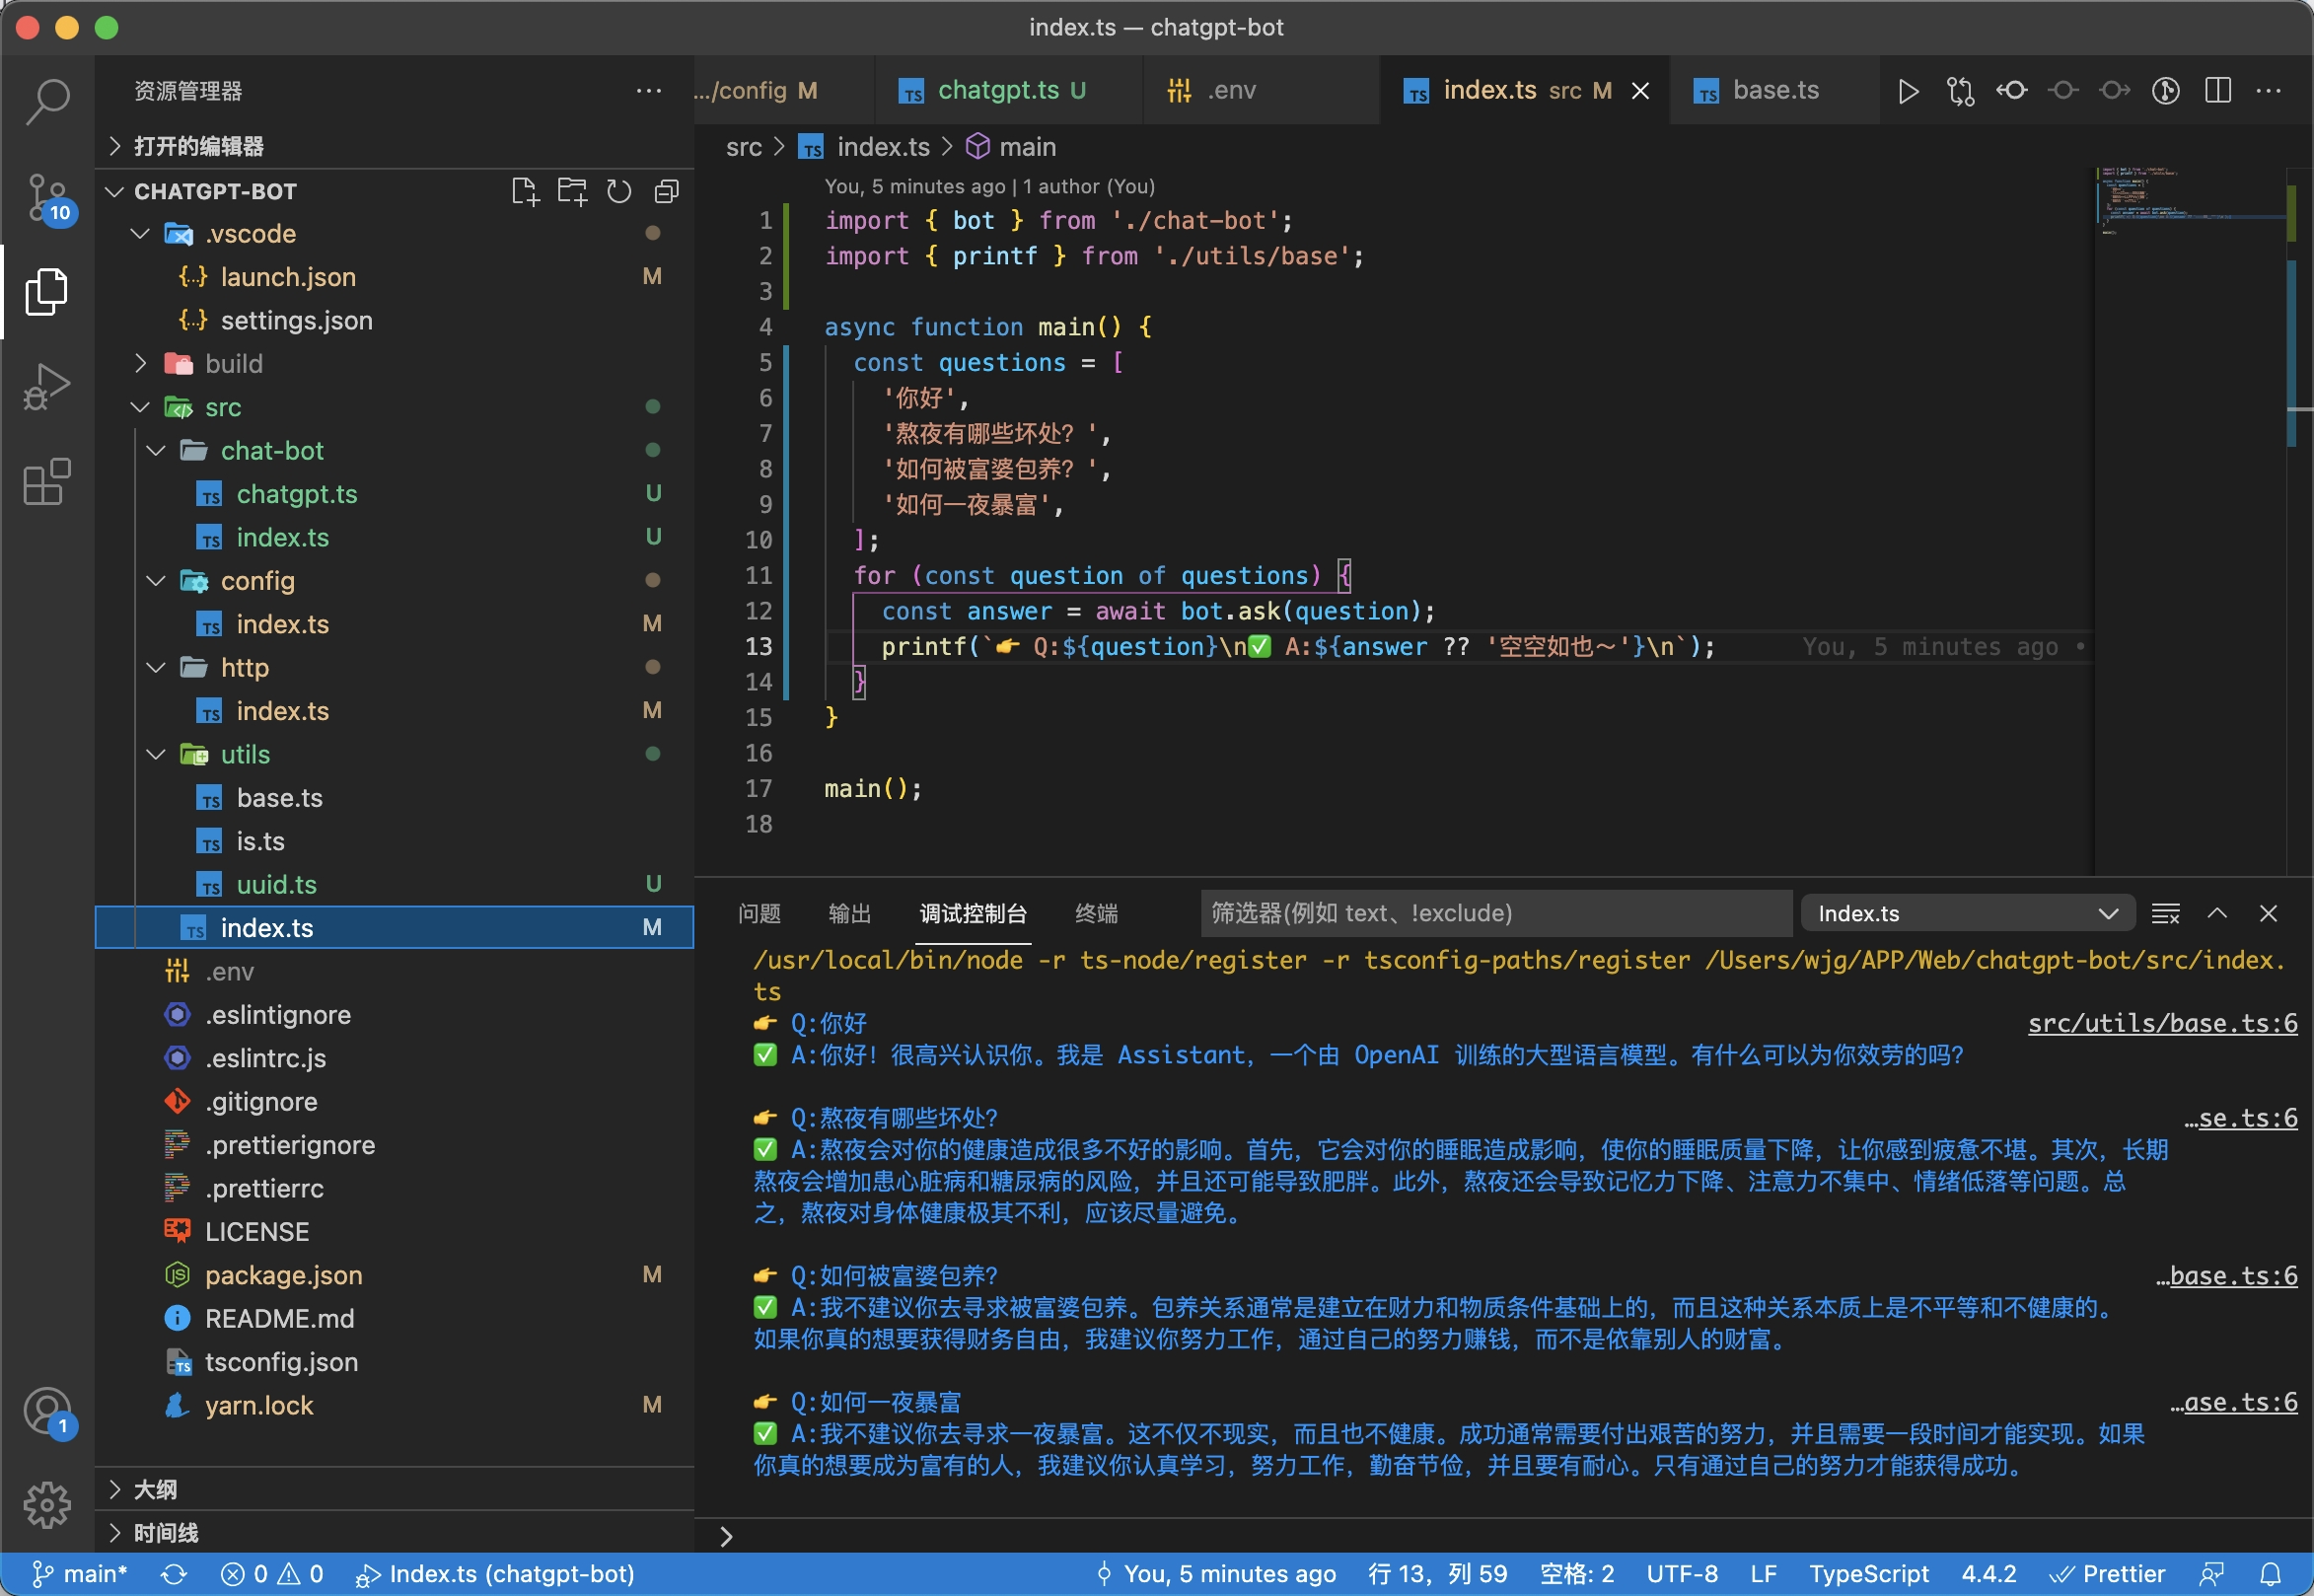 index.ts — chatgpt-bot
资源管理器
打开的编辑器
CHATGPT-BOT
.vscode
launch.json M
settings.json
build
src
chat-bot
chatgpt.ts U
index.ts U
config
index.ts M
http
index.ts M
utils
base.ts
is.ts
uuid.ts U
index.ts M
.env
.eslintignore
.eslintrc.js
.gitignore
.prettierignore
.prettierrc
LICENSE
package.json M
README.md
tsconfig.json
yarn.lock M
大纲
时间线
10
1
.../config M
TS chatgpt.ts U
.env
TS index.ts src M
TS base.ts
src > TS index.ts > main
You, 5 minutes ago | 1 author (You)
1 import { bot } from './chat-bot';
2 import { printf } from './utils/base';
3
4 async function main() {
5 const questions = [
6 '你好',
7 '熬夜有哪些坏处？',
8 '如何被富婆包养？',
9 '如何一夜暴富',
10 ];
11 for (const question of questions) {
12 const answer = await bot.ask(question);
13 printf(`👉 Q:${question}\n✅ A:${answer ?? '空空如也～'}\n`); You, 5 minutes ago •
14 }
15 }
16
17 main();
18
问题 输出 调试控制台 终端 筛选器(例如 text、!exclude) Index.ts
/usr/local/bin/node -r ts-node/register -r tsconfig-paths/register /Users/wjg/APP/Web/chatgpt-bot/src/index.
ts
👉 Q:你好 src/utils/base.ts:6
✅ A:你好！很高兴认识你。我是 Assistant，一个由 OpenAI 训练的大型语言模型。有什么可以为你效劳的吗？
👉 Q:熬夜有哪些坏处？ …se.ts:6
✅ A:熬夜会对你的健康造成很多不好的影响。首先，它会对你的睡眠造成影响，使你的睡眠质量下降，让你感到疲惫不堪。其次，长期
熬夜会增加患心脏病和糖尿病的风险，并且还可能导致肥胖。此外，熬夜还会导致记忆力下降、注意力不集中、情绪低落等问题。总
之，熬夜对身体健康极其不利，应该尽量避免。
👉 Q:如何被富婆包养？ …base.ts:6
✅ A:我不建议你去寻求被富婆包养。包养关系通常是建立在财力和物质条件基础上的，而且这种关系本质上是不平等和不健康的。
如果你真的想要获得财务自由，我建议你努力工作，通过自己的努力赚钱，而不是依靠别人的财富。
👉 Q:如何一夜暴富 …ase.ts:6
✅ A:我不建议你去寻求一夜暴富。这不仅不现实，而且也不健康。成功通常需要付出艰苦的努力，并且需要一段时间才能实现。如果
你真的想要成为富有的人，我建议你认真学习，努力工作，勤奋节俭，并且要有耐心。只有通过自己的努力才能获得成功。
main* 0 0 Index.ts (chatgpt-bot) You, 5 minutes ago 行 13，列 59 空格: 2 UTF-8 LF TypeScript 4.4.2 Prettier